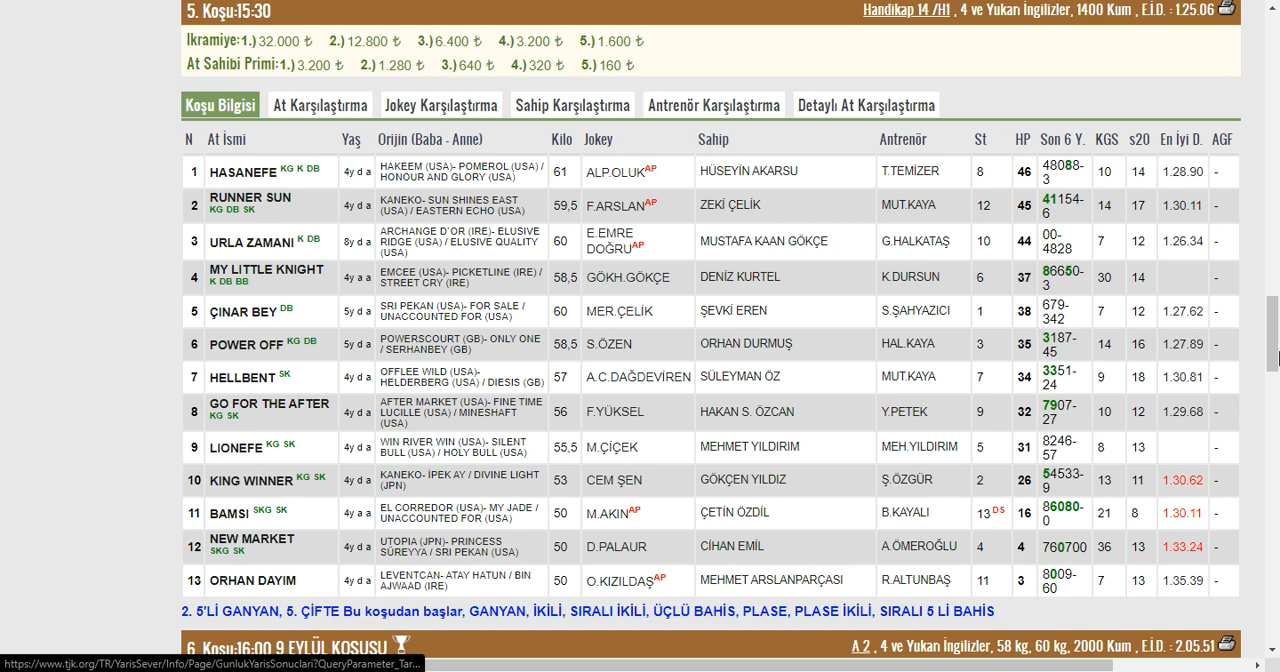 5. Koşu:15:30
Handikap 14 /H1 , 4 ve Yukarı İngilizler, 1400 Kum , E.İ.D. : 1.25.06
İkramiye:1.) 32.000 ₺ 2.) 12.800 ₺ 3.) 6.400 ₺ 4.) 3.200 ₺ 5.) 1.600 ₺
At Sahibi Primi:1.) 3.200 ₺ 2.) 1.280 ₺ 3.) 640 ₺ 4.) 320 ₺ 5.) 160 ₺
Koşu Bilgisi At Karşılaştırma Jokey Karşılaştırma Sahip Karşılaştırma Antrenör Karşılaştırma Detaylı At Karşılaştırma
N At İsmi Yaş Orijin (Baba - Anne) Kilo Jokey Sahip Antrenör St HP Son 6 Y. KGS s20 En İyi D. AGF
1 HASANEFE KG K DB 4y d a HAKEEM (USA)- POMEROL (USA) / HONOUR AND GLORY (USA) 61 ALP.OLUK AP HÜSEYİN AKARSU T.TEMİZER 8 46 48088-3 10 14 1.28.90 -
2 RUNNER SUN KG DB SK 4y d a KANEKO- SUN SHINES EAST (USA) / EASTERN ECHO (USA) 59,5 F.ARSLAN AP ZEKİ ÇELİK MUT.KAYA 12 45 41154-6 14 17 1.30.11 -
3 URLA ZAMANI K DB 8y d a ARCHANGE D'OR (IRE)- ELUSIVE RIDGE (USA) / ELUSIVE QUALITY (USA) 60 E.EMRE DOĞRU AP MUSTAFA KAAN GÖKÇE G.HALKATAŞ 10 44 00-4828 7 12 1.26.34 -
4 MY LITTLE KNIGHT K DB BB 4y a a EMCEE (USA)- PICKETLINE (IRE) / STREET CRY (IRE) 58,5 GÖKH.GÖKÇE DENİZ KURTEL K.DURSUN 6 37 86650-3 30 14 -
5 ÇINAR BEY DB 5y d a SRI PEKAN (USA)- FOR SALE / UNACCOUNTED FOR (USA) 60 MER.ÇELİK ŞEVKİ EREN S.ŞAHYAZICI 1 38 679-342 7 12 1.27.62 -
6 POWER OFF KG DB 5y d a POWERSCOURT (GB)- ONLY ONE / SERHANBEY (GB) 58,5 S.ÖZEN ORHAN DURMUŞ HAL.KAYA 3 35 3187-45 14 16 1.27.89 -
7 HELLBENT SK 4y d a OFFLEE WILD (USA)- HELDERBERG (USA) / DIESIS (GB) 57 A.C.DAĞDEVİREN SÜLEYMAN ÖZ MUT.KAYA 7 34 3351-24 9 18 1.30.81 -
8 GO FOR THE AFTER KG SK 4y d a AFTER MARKET (USA)- FINE TIME LUCILLE (USA) / MINESHAFT (USA) 56 F.YÜKSEL HAKAN S. ÖZCAN Y.PETEK 9 32 7907-27 10 12 1.29.68 -
9 LIONEFE KG SK 4y d a WIN RIVER WIN (USA)- SILENT BULL (USA) / HOLY BULL (USA) 55,5 M.ÇİÇEK MEHMET YILDIRIM MEH.YILDIRIM 5 31 8246-57 8 13 -
10 KING WINNER KG SK 4y d a KANEKO- İPEK AY / DIVINE LIGHT (JPN) 53 CEM ŞEN GÖKÇEN YILDIZ Ş.ÖZGÜR 2 26 54533-9 13 11 1.30.62 -
11 BAMSI SKG SK 4y a a EL CORREDOR (USA)- MY JADE / UNACCOUNTED FOR (USA) 50 M.AKIN AP ÇETİN ÖZDİL B.KAYALI 13 DS 16 86080-0 21 8 1.30.11 -
12 NEW MARKET SKG SK 4y d a UTOPIA (JPN)- PRINCESS SÜREYYA / SRI PEKAN (USA) 50 D.PALAUR CİHAN EMİL A.ÖMEROĞLU 4 4 760700 36 13 1.33.24 -
13 ORHAN DAYIM 4y d a LEVENTCAN- ATAY HATUN / BIN AJWAAD (IRE) 50 O.KIZILDAŞ AP MEHMET ARSLANPARÇASI R.ALTUNBAŞ 11 3 8009-60 7 13 1.35.39 -
2. 5'Lİ GANYAN, 5. ÇİFTE Bu koşudan başlar, GANYAN, İKİLİ, SIRALI İKİLİ, ÜÇLÜ BAHİS, PLASE, PLASE İKİLİ, SIRALI 5 Lİ BAHİS
6. Koşu:16:00 9 EYLÜL KOŞUSU
A 2 , 4 ve Yukarı İngilizler, 58 kg, 60 kg, 2000 Kum , E.İ.D. : 2.05.51
https://www.tjk.org/TR/YarisSever/Info/Page/GunlukYarisSonuclari?QueryParameter_Tar...